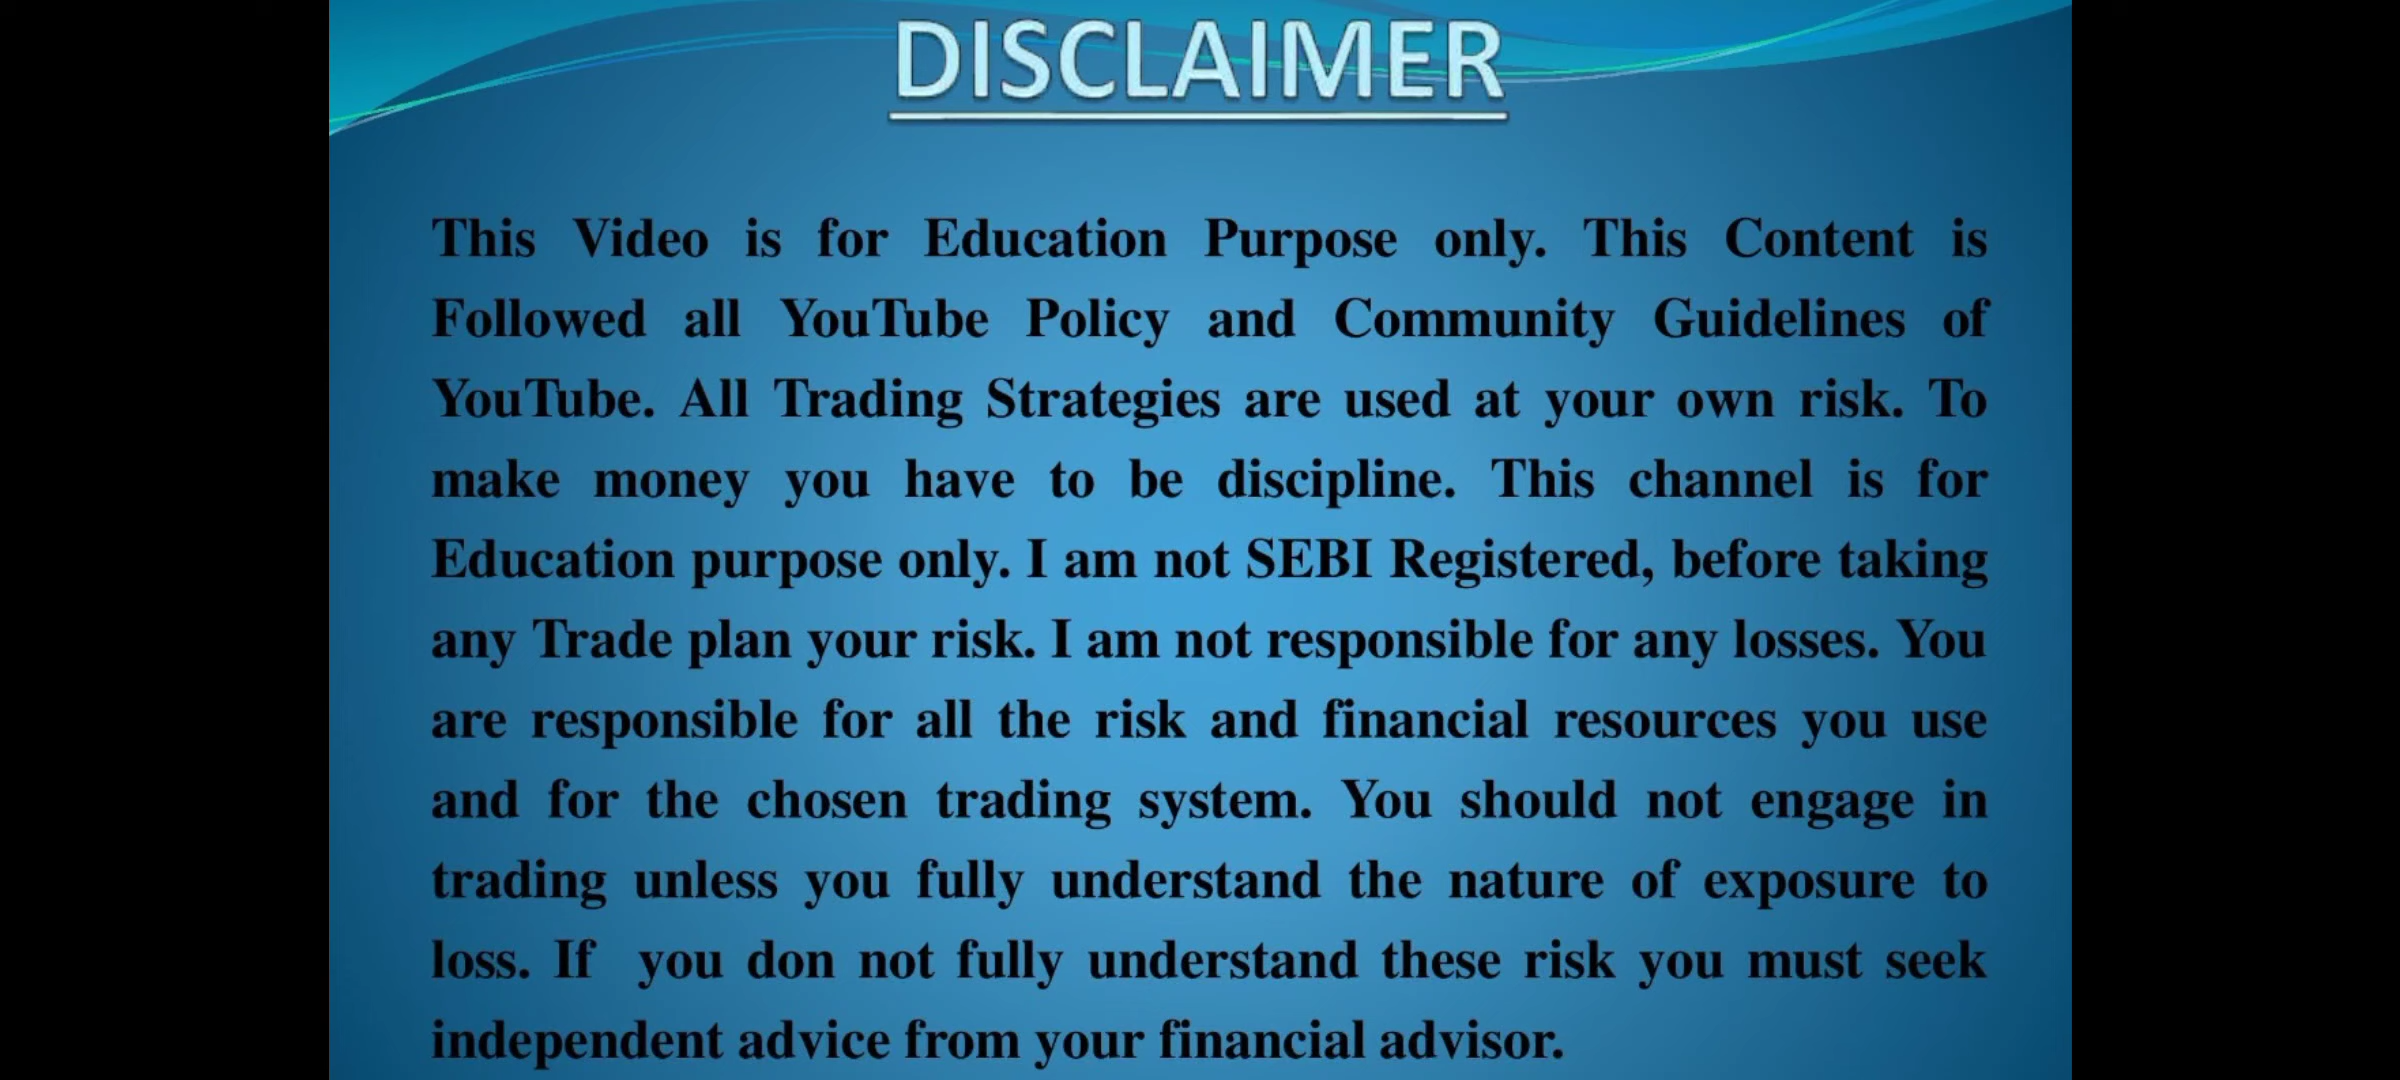 DISCLAIMER
This Video is for Education Purpose only. This Content is
Followed all YouTube Policy and Community Guidelines of
YouTube. All Trading Strategies are used at your own risk. To
make money you have to be discipline. This channel is for
Education purpose only. I am not SEBI Registered, before taking
any Trade plan your risk. I am not responsible for any losses. You
are responsible for all the risk and financial resources you use
and for the chosen trading system. You should not engage in
trading unless you fully understand the nature of exposure to
loss. If you don not fully understand these risk you must seek
independent advice from your financial advisor.